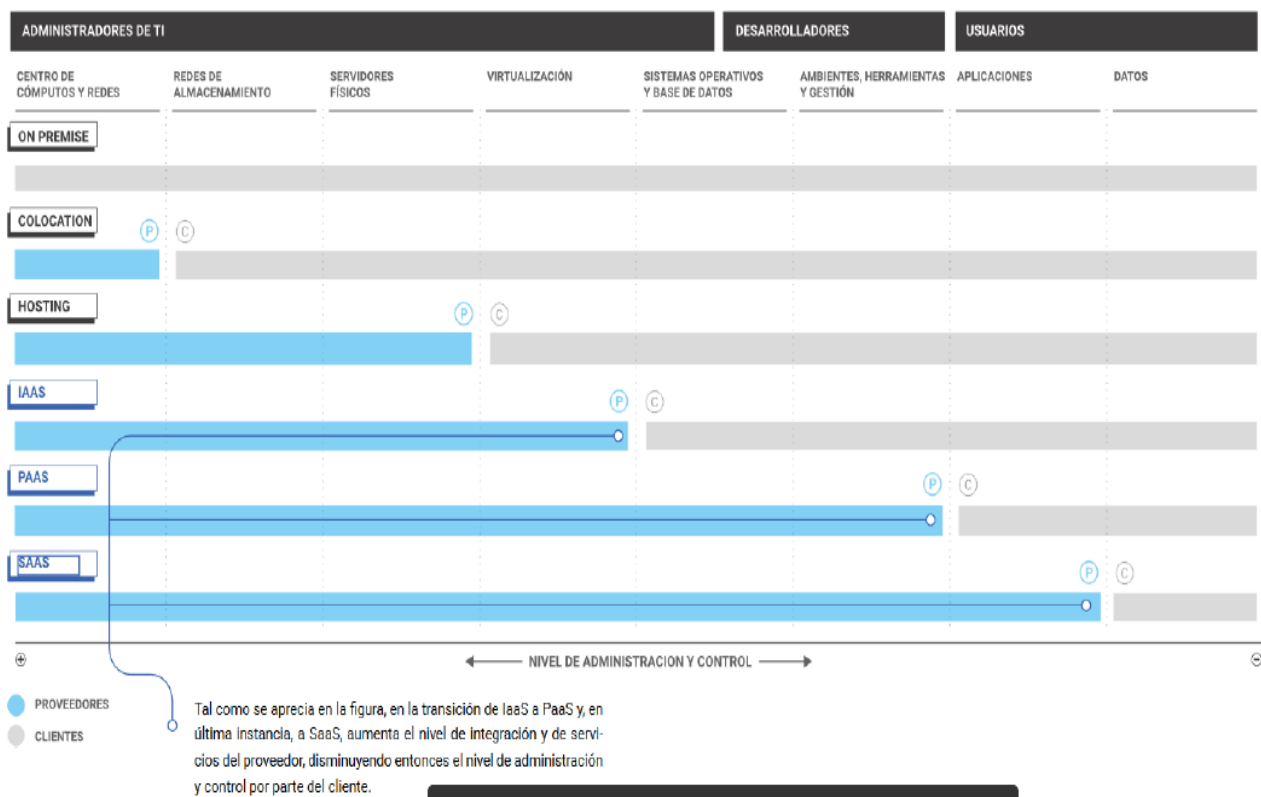 ADMINISTRADORES DE TI
DESARROLLADORES
USUARIOS
CENTRO DE
CÓMPUTOS Y REDES
REDES DE
ALMACENAMIENTO
SERVIDORES
FÍSICOS
VIRTUALIZACIÓN
SISTEMAS OPERATIVOS
Y BASE DE DATOS
AMBIENTES, HERRAMIENTAS
Y GESTIÓN
APLICACIONES
DATOS
ON PREMISE
COLOCATION
P C
HOSTING
P C
IAAS
P C
PAAS
P C
SAAS
P C
NIVEL DE ADMINISTRACION Y CONTROL
PROVEEDORES
CLIENTES
Tal como se aprecia en la figura, en la transición de IaaS a PaaS y, en
última instancia, a SaaS, aumenta el nivel de integración y de servi-
cios del proveedor, disminuyendo entonces el nivel de administración
y control por parte del cliente.